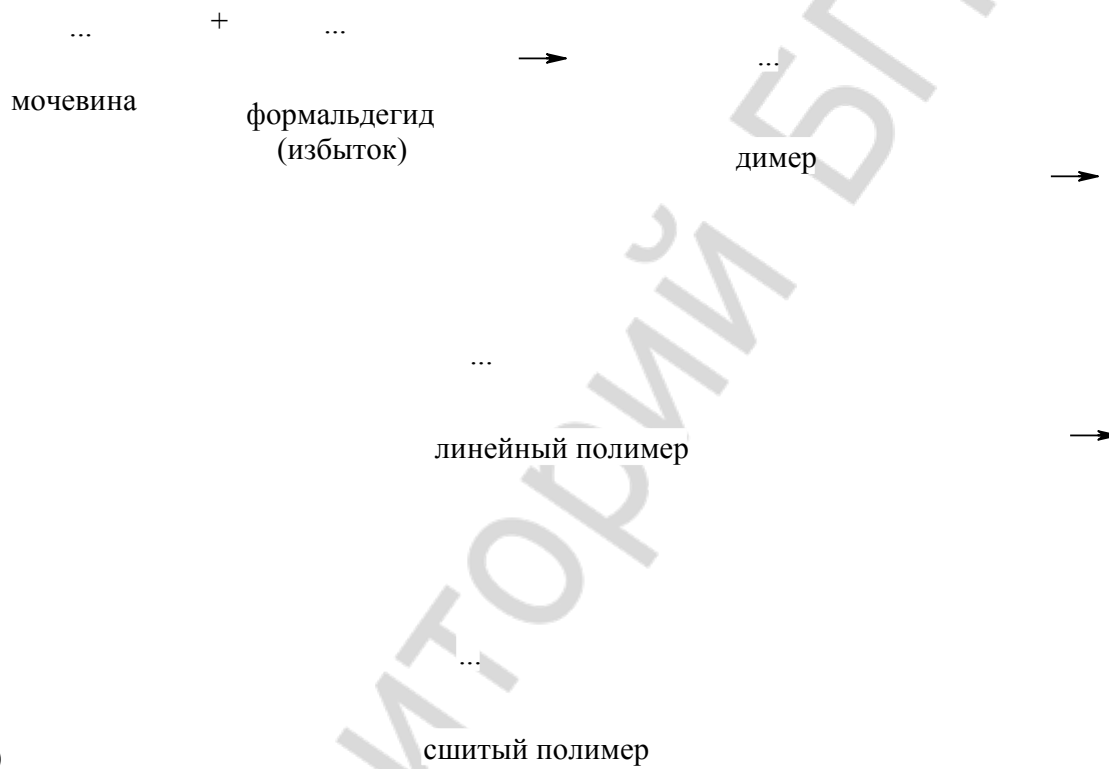 ... + ...
мочевина
формальдегид
(избыток)
...
димер
...
линейный полимер
...
сшитый полимер
)